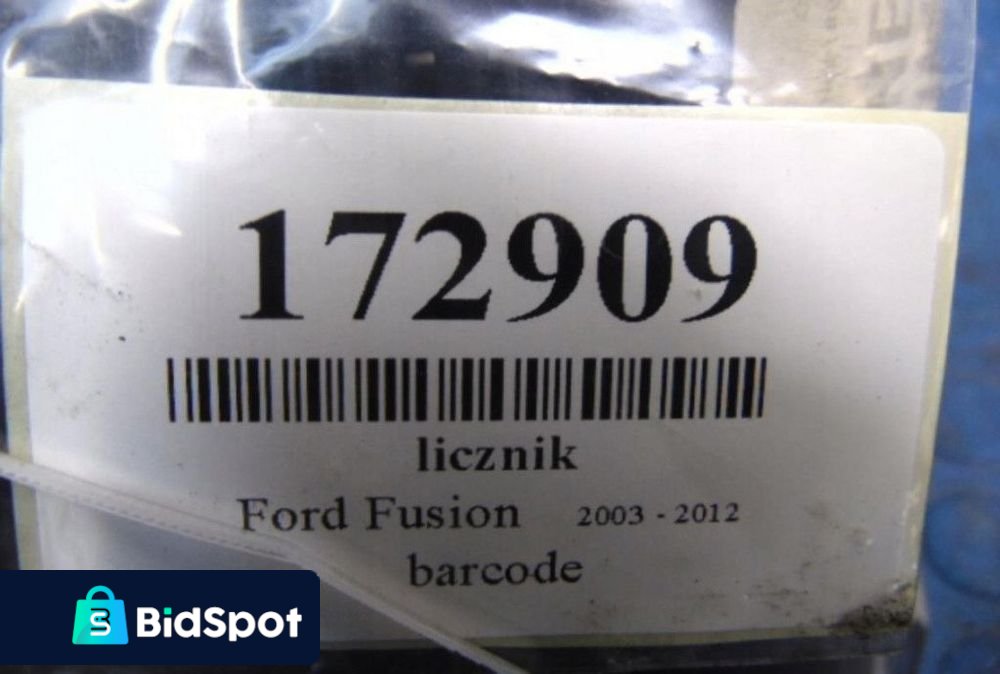 172909
licznik
Ford Fusion 2003 - 2012
barcode
BidSpot